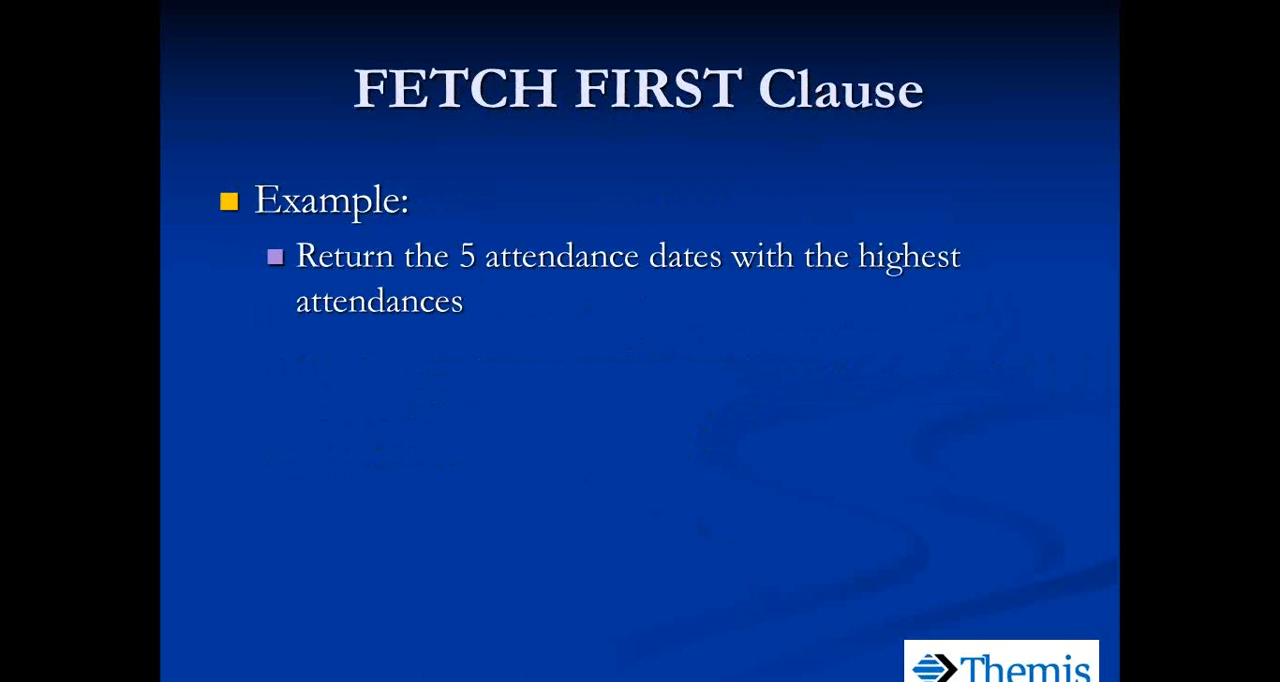 FETCH FIRST Clause
Example:
Return the 5 attendance dates with the highest
attendances
Themis